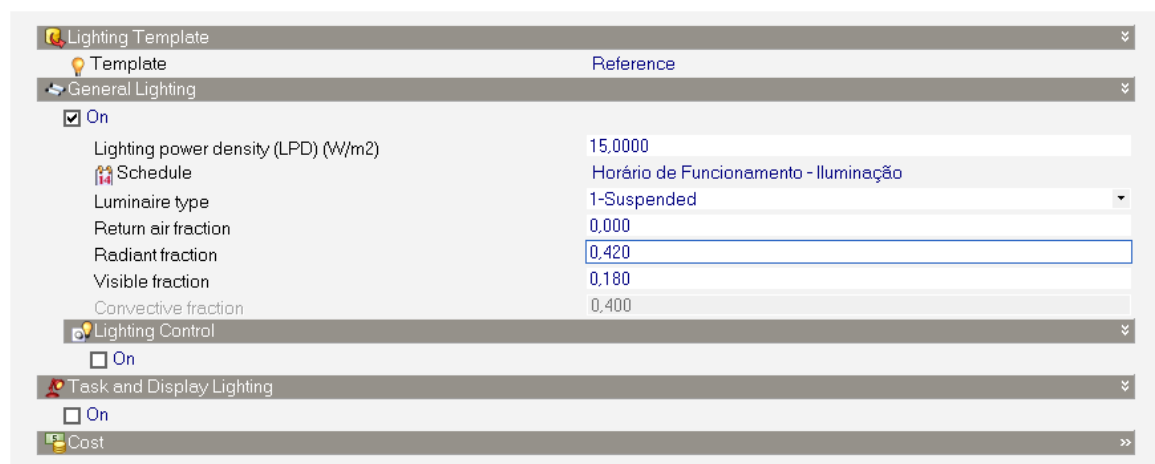 Lighting Template
Template Reference
General Lighting
On
Lighting power density (LPD) (W/m2) 15,0000
14 Schedule Horário de Funcionamento - Iluminação
Luminaire type 1-Suspended
Return air fraction 0,000
Radiant fraction 0,420
Visible fraction 0,180
Convective fraction 0,400
Lighting Control
On
Task and Display Lighting
On
Cost